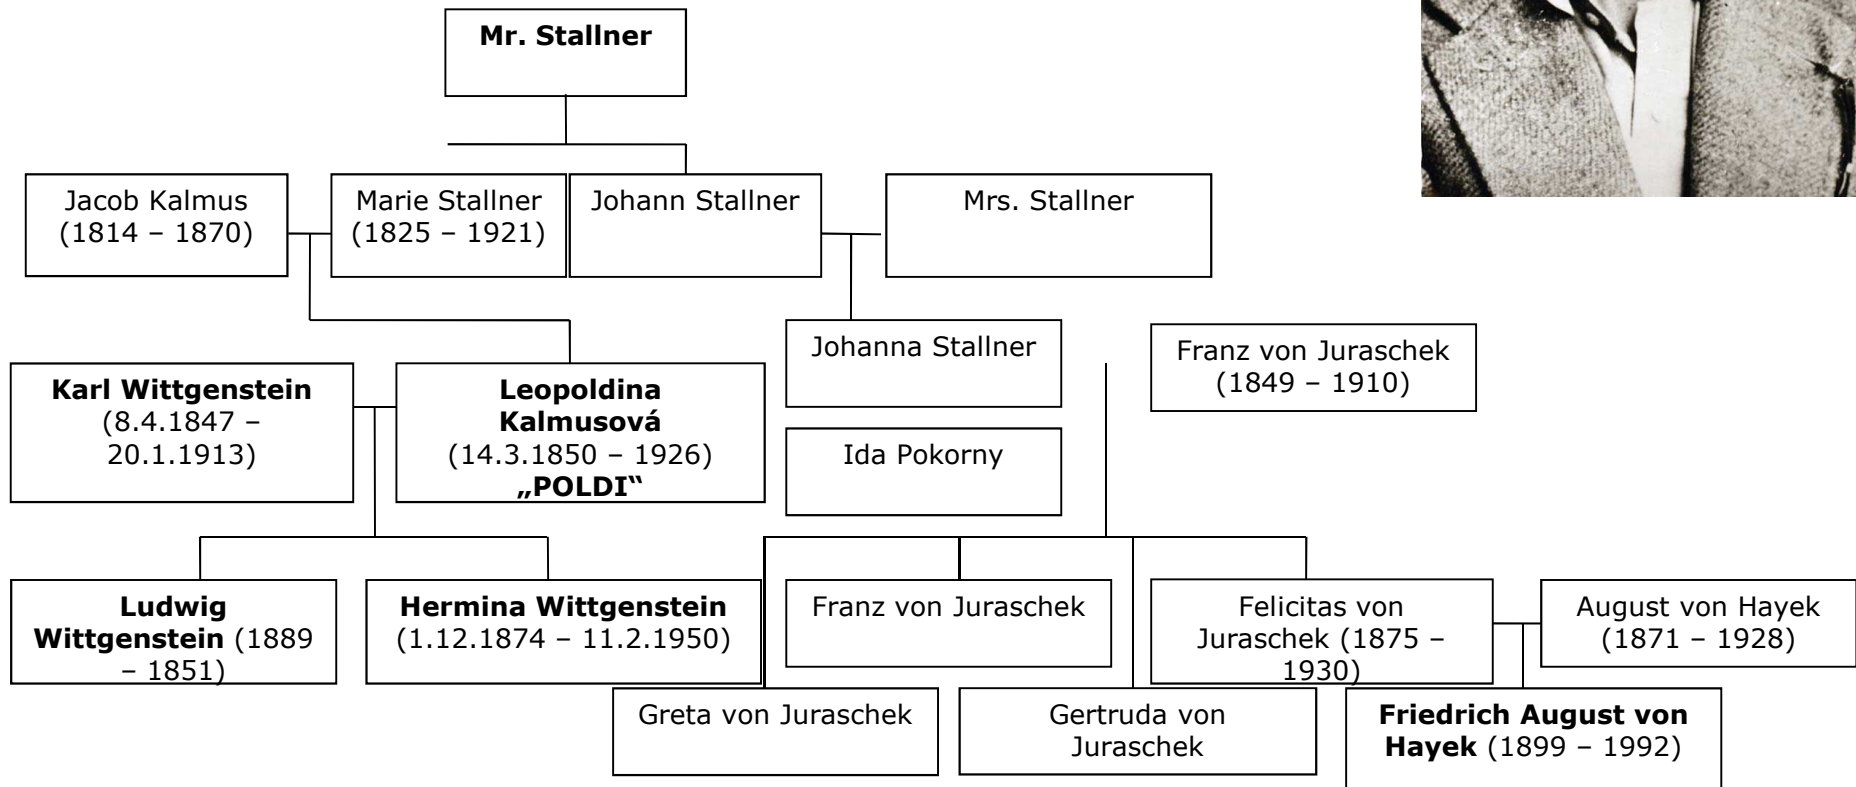 Mr. Stallner
Jacob Kalmus
(1814 – 1870)
Marie Stallner
(1825 – 1921)
Johann Stallner
Mrs. Stallner
Johanna Stallner
Franz von Juraschek
(1849 – 1910)
Karl Wittgenstein
(8.4.1847 –
20.1.1913)
Leopoldina
Kalmusová
(14.3.1850 – 1926)
„POLDI“
Ida Pokorny
Ludwig
Wittgenstein (1889
– 1851)
Hermina Wittgenstein
(1.12.1874 – 11.2.1950)
Franz von Juraschek
Felicitas von
Juraschek (1875 –
1930)
August von Hayek
(1871 – 1928)
Greta von Juraschek
Gertruda von
Juraschek
Friedrich August von
Hayek (1899 – 1992)